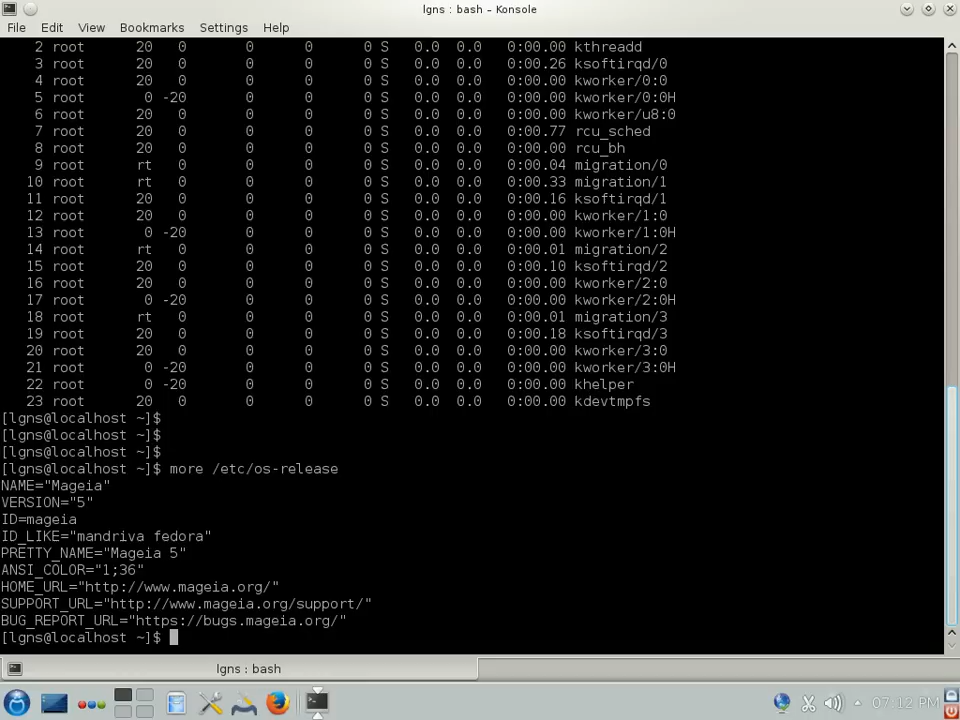 lgns : bash - Konsole
File Edit View Bookmarks Settings Help
2 root 20 0 0 0 0 S 0.0 0.0 0:00.00 kthreadd
3 root 20 0 0 0 0 S 0.0 0.0 0:00.26 ksoftirqd/0
4 root 20 0 0 0 0 S 0.0 0.0 0:00.00 kworker/0:0
5 root 0 -20 0 0 0 S 0.0 0.0 0:00.00 kworker/0:0H
6 root 20 0 0 0 0 S 0.0 0.0 0:00.00 kworker/u8:0
7 root 20 0 0 0 0 S 0.0 0.0 0:00.77 rcu_sched
8 root 20 0 0 0 0 S 0.0 0.0 0:00.00 rcu_bh
9 root rt 0 0 0 0 S 0.0 0.0 0:00.04 migration/0
10 root rt 0 0 0 0 S 0.0 0.0 0:00.33 migration/1
11 root 20 0 0 0 0 S 0.0 0.0 0:00.16 ksoftirqd/1
12 root 20 0 0 0 0 S 0.0 0.0 0:00.00 kworker/1:0
13 root 0 -20 0 0 0 S 0.0 0.0 0:00.00 kworker/1:0H
14 root rt 0 0 0 0 S 0.0 0.0 0:00.01 migration/2
15 root 20 0 0 0 0 S 0.0 0.0 0:00.10 ksoftirqd/2
16 root 20 0 0 0 0 S 0.0 0.0 0:00.00 kworker/2:0
17 root 0 -20 0 0 0 S 0.0 0.0 0:00.00 kworker/2:0H
18 root rt 0 0 0 0 S 0.0 0.0 0:00.01 migration/3
19 root 20 0 0 0 0 S 0.0 0.0 0:00.18 ksoftirqd/3
20 root 20 0 0 0 0 S 0.0 0.0 0:00.00 kworker/3:0
21 root 0 -20 0 0 0 S 0.0 0.0 0:00.00 kworker/3:0H
22 root 0 -20 0 0 0 S 0.0 0.0 0:00.00 khelper
23 root 20 0 0 0 0 S 0.0 0.0 0:00.00 kdevtmpfs
[lgns@localhost ~]$
[lgns@localhost ~]$
[lgns@localhost ~]$
[lgns@localhost ~]$ more /etc/os-release
NAME="Mageia"
VERSION="5"
ID=mageia
ID_LIKE="mandriva fedora"
PRETTY_NAME="Mageia 5"
ANSI_COLOR="1;36"
HOME_URL="http://www.mageia.org/"
SUPPORT_URL="http://www.mageia.org/support/"
BUG_REPORT_URL="https://bugs.mageia.org/"
[lgns@localhost ~]$
lgns : bash
07:12 PM